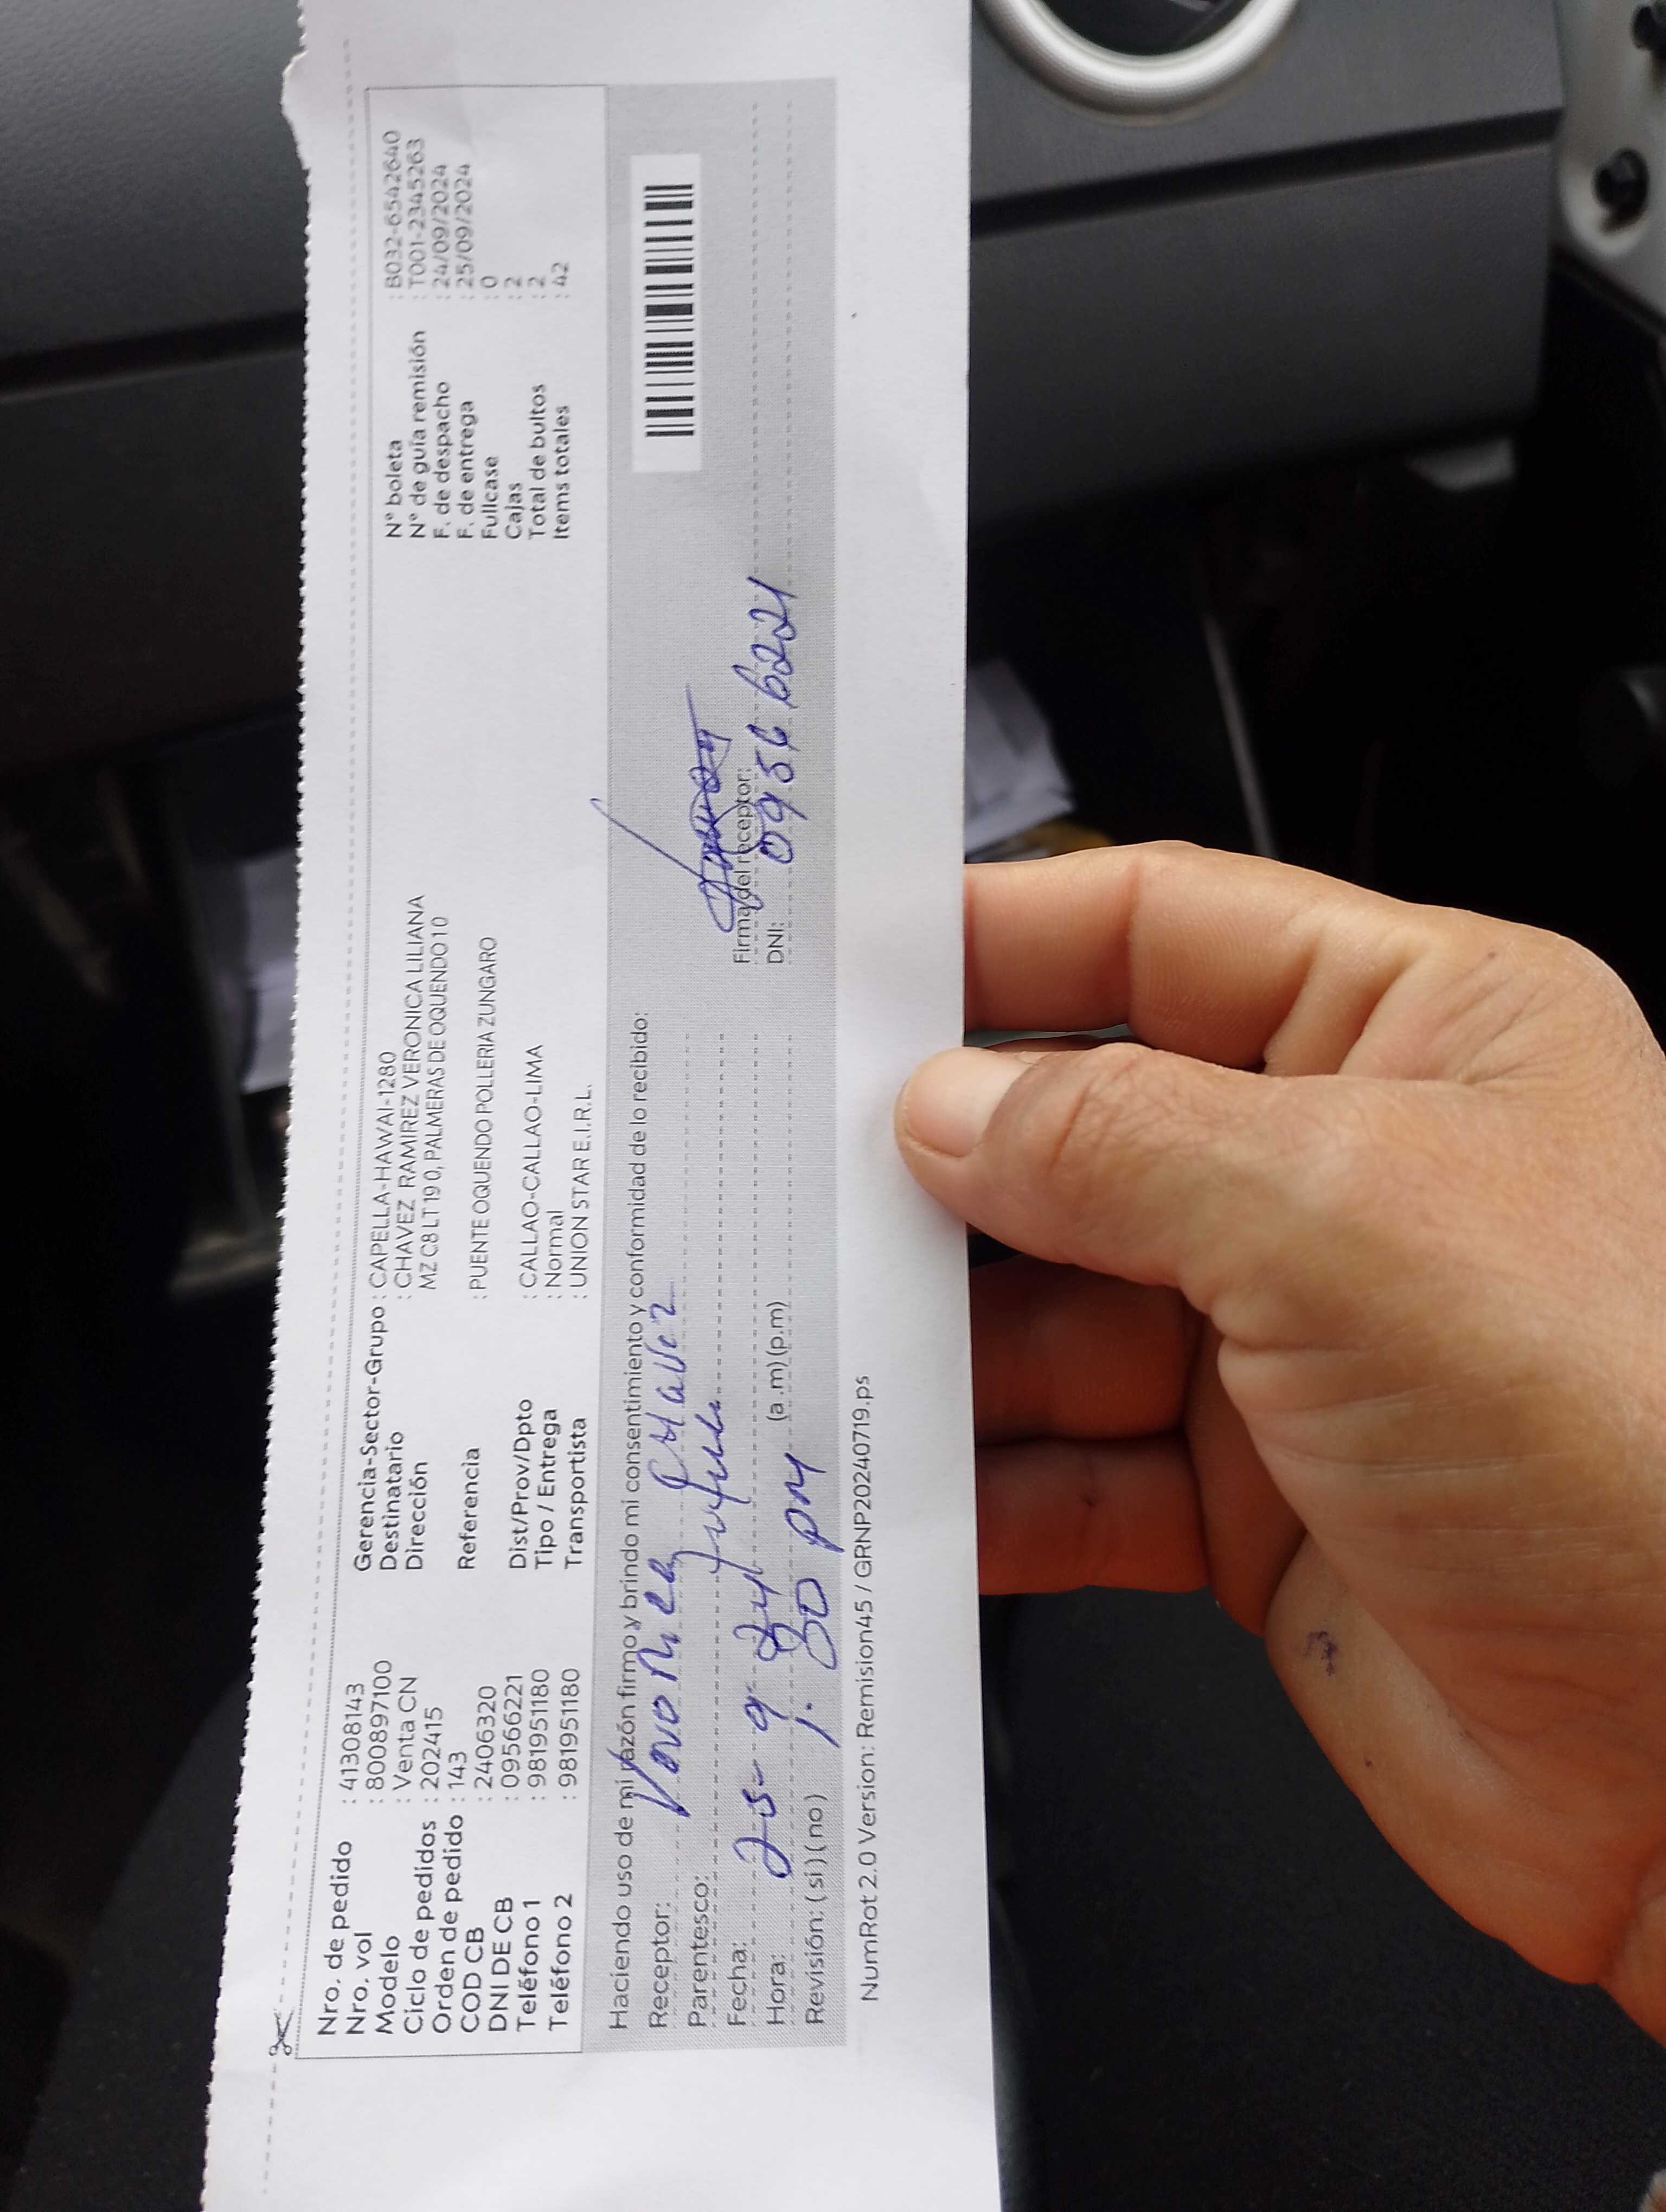 Nro. de pedido : 41308143
Nro. vol : 8008897100
Modelo : Venta CN
Ciclo de pedidos : 202415
Orden de pedido : 143
COD CB : 2406320
DNI DE CB : 09566221
Teléfono 1 : 981951180
Teléfono 2 : 981951180
Gerencia-Sector-Grupo : CAPELLA-HAWAI-1280
Destinatario : CHAVEZ RAMIREZ VERONICA LILIANA
Dirección MZ C8 LT 19 0, PALMERAS DE OQUENDO 10
Referencia : PUENTE OQUENDO POLLERIA ZUNGARO
Dist/Prov/Dpto : CALLAO-CALLAO-LIMA
Tipo / Entrega : Normal
Transportista : UNION STAR E.I.R.L.
N° boleta : B032-6542640
N° de guía remisión : T001-2345263
F. de despacho : 24/09/2024
F. de entrega : 25/09/2024
Fullcase : 0
Cajas : 2
Total de bultos : 2
Items totales : 42
Haciendo uso de mi razón firmo y brindo mi consentimiento y conformidad de lo recibido:
Receptor: Chavez
Parentesco:
Fecha: 25-9-24
Hora: 1:30 pm (a.m)(p.m)
Revisión: (si)(no)
Firma del receptor:
DNI: 09566221
NumRot 2.0 Version: Remision45 / GRNP20240719.ps